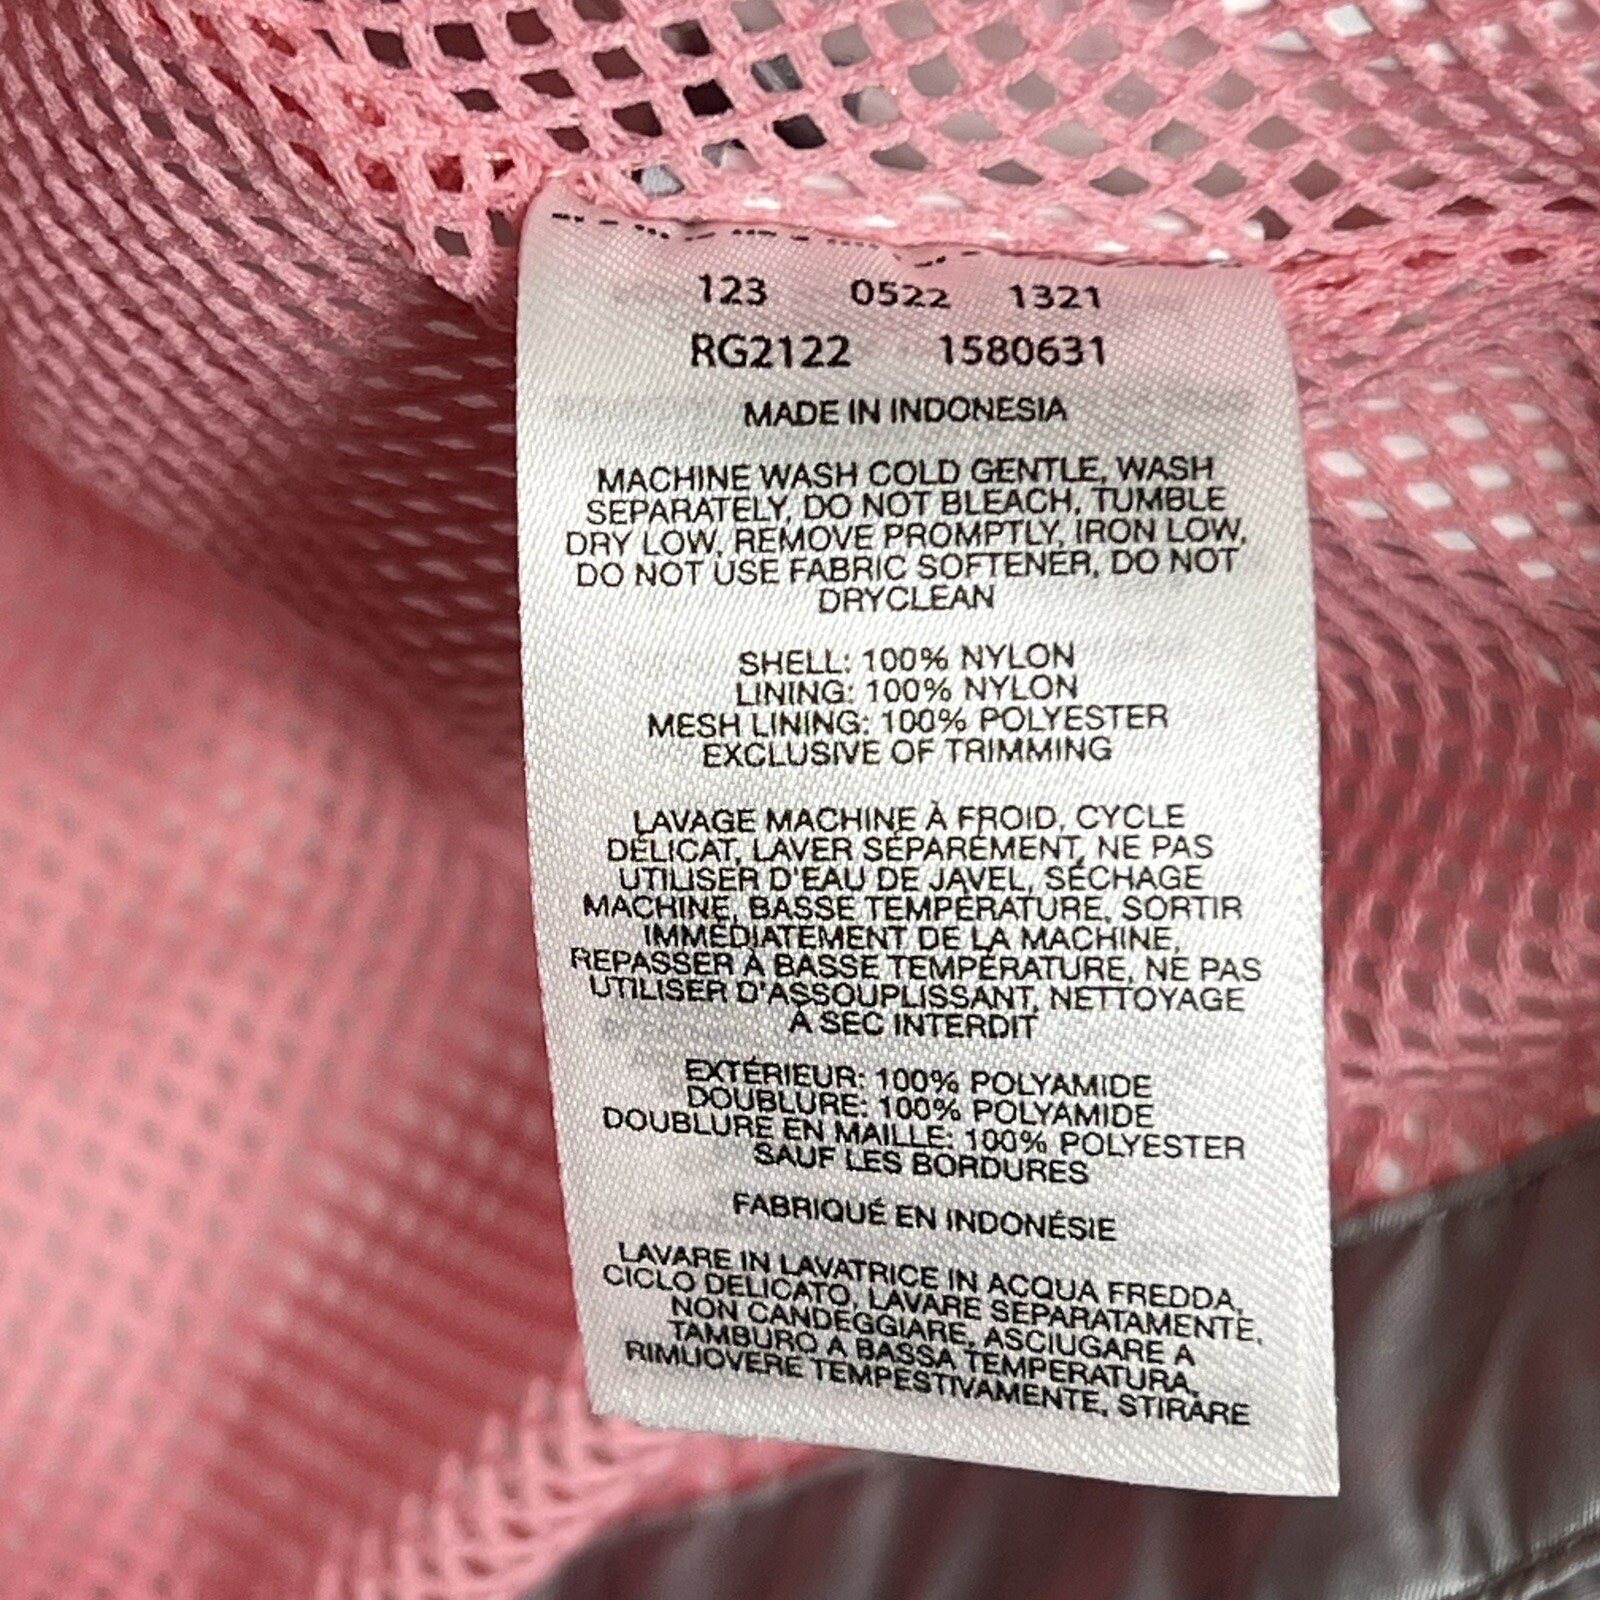 123 0522 1321
RG2122 1580631
MADE IN INDONESIA
MACHINE WASH COLD GENTLE, WASH
SEPARATELY, DO NOT BLEACH, TUMBLE
DRY LOW, REMOVE PROMPTLY, IRON LOW,
DO NOT USE FABRIC SOFTENER, DO NOT
DRYCLEAN
SHELL: 100% NYLON
LINING: 100% NYLON
MESH LINING: 100% POLYESTER
EXCLUSIVE OF TRIMMING
LAVAGE MACHINE À FROID, CYCLE
DÉLICAT, LAVER SÉPARÉMENT, NE PAS
UTILISER D'EAU DE JAVEL, SÉCHAGE
MACHINE, BASSE TEMPÉRATURE, SORTIR
IMMÉDIATEMENT DE LA MACHINE,
REPASSER À BASSE TEMPÉRATURE, NE PAS
UTILISER D'ASSOUPLISSANT, NETTOYAGE
À SEC INTERDIT
EXTÉRIEUR: 100% POLYAMIDE
DOUBLURE: 100% POLYAMIDE
DOUBLURE EN MAILLE: 100% POLYESTER
SAUF LES BORDURES
FABRIQUÉ EN INDONÉSIE
LAVARE IN LAVATRICE IN ACQUA FREDDA,
CICLO DELICATO, LAVARE SEPARATAMENTE,
NON CANDEGGIARE, ASCIUGARE A
TAMBURO A BASSA TEMPERATURA,
RIMUOVERE TEMPESTIVAMENTE, STIRARE